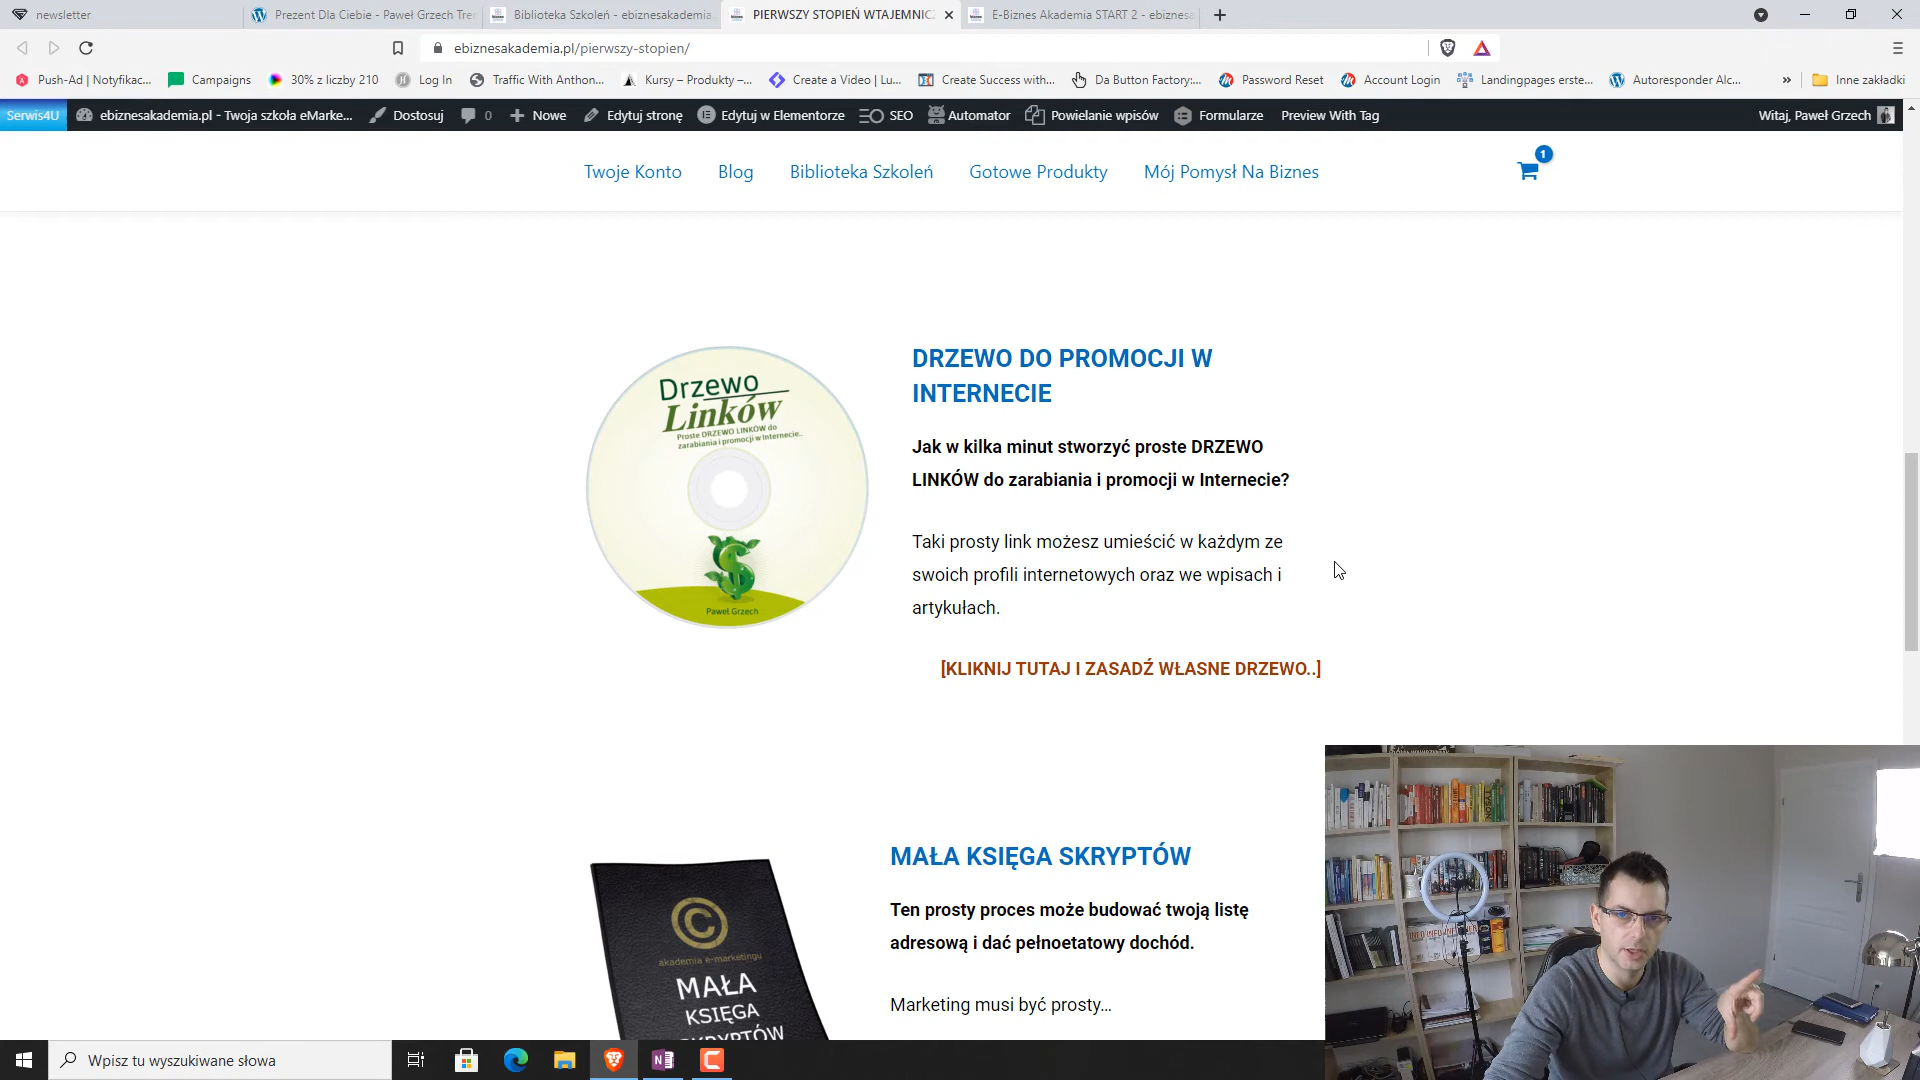 newsletter
Prezent Dla Ciebie - Paweł Grzech Tre
Biblioteka Szkoleń - ebiznesakademia.
PIERWSZY STOPIEŃ WTAJEMNIC
E-Biznes Akademia START 2 - ebiznesa
ebiznesakademia.pl/pierwszy-stopien/
Push-Ad | Notyfikac...
Campaigns
30% z liczby 210
Log In
Traffic With Anthon...
Kursy – Produkty –...
Create a Video | Lu...
Create Success with...
Da Button Factory:...
Password Reset
Account Login
Landingpages erste...
Autoresponder Alc...
»
Inne zakładki
Serwis4U
ebiznesakademia.pl - Twoja szkoła eMarke...
Dostosuj
0
Nowe
Edytuj stronę
Edytuj w Elementorze
SEO
Automator
Powielanie wpisów
Formularze
Preview With Tag
Witaj, Paweł Grzech
Twoje Konto
Blog
Biblioteka Szkoleń
Gotowe Produkty
Mój Pomysł Na Biznes
1
Drzewo
Linków
Proste DRZEWO LINKÓW do
zarabiania i promocji w Internecie..
Paweł Grzech
DRZEWO DO PROMOCJI W
INTERNECIE
Jak w kilka minut stworzyć proste DRZEWO
LINKÓW do zarabiania i promocji w Internecie?
Taki prosty link możesz umieścić w każdym ze
swoich profili internetowych oraz we wpisach i
artykułach.
[KLIKNIJ TUTAJ I ZASADŹ WŁASNE DRZEWO..]
©
akademia e-marketingu
MAŁA
KSIĘGA
SKRYPTÓW
MAŁA KSIĘGA SKRYPTÓW
Ten prosty proces może budować twoją listę
adresową i dać pełnoetatowy dochód.
Marketing musi być prosty...
Wpisz tu wyszukiwane słowa